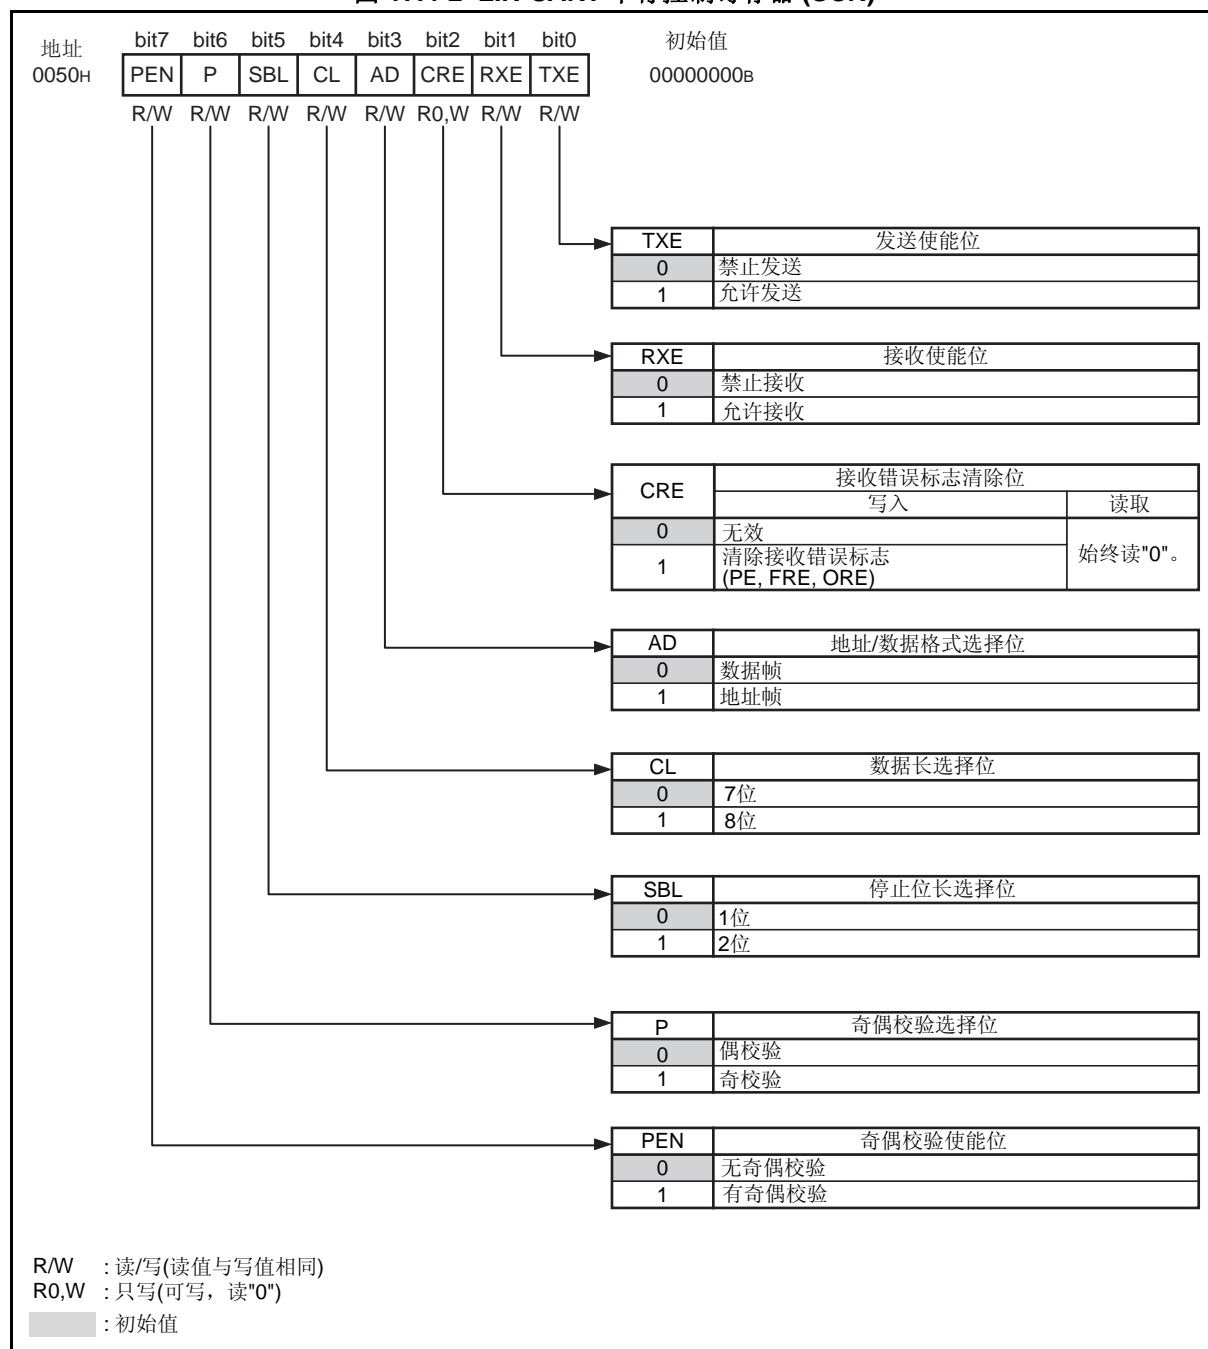 地址 bit7 bit6 bit5 bit4 bit3 bit2 bit1 bit0 初始值
0050H PEN P SBL CL AD CRE RXE TXE 00000000B
R/W R/W R/W R/W R/W R0,W R/W R/W
TXE 发送使能位
0 禁止发送
1 允许发送
RXE 接收使能位
0 禁止接收
1 允许接收
CRE 接收错误标志清除位
写入 读取
0 无效
1 清除接收错误标志
(PE, FRE, ORE)
始终读"0"。
AD 地址/数据格式选择位
0 数据帧
1 地址帧
CL 数据长选择位
0 7位
1 8位
SBL 停止位长选择位
0 1位
1 2位
P 奇偶校验选择位
0 偶校验
1 奇校验
PEN 奇偶校验使能位
0 无奇偶校验
1 有奇偶校验
R/W : 读/写(读值与写值相同)
R0,W : 只写(可写，读"0")
: 初始值